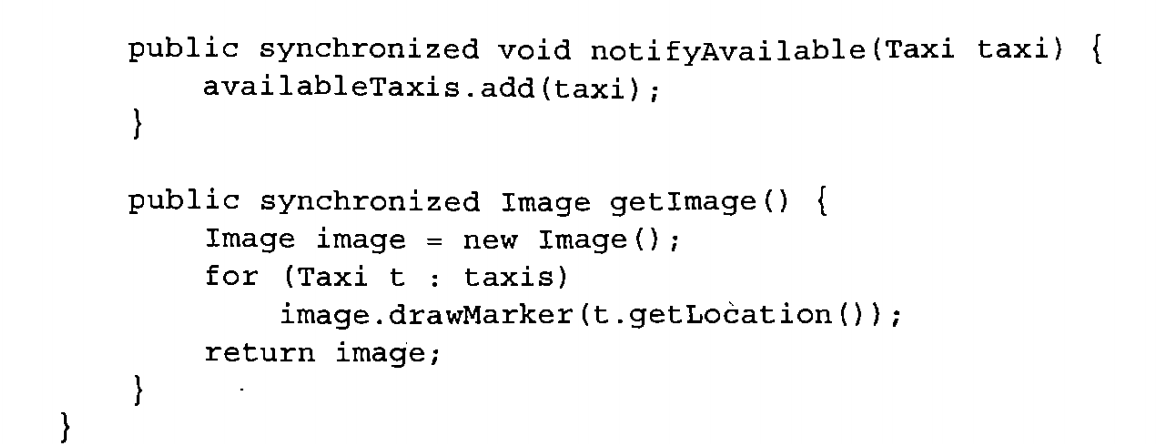 public synchronized void notifyAvailable(Taxi taxi) {
availableTaxis.add(taxi);
}
public synchronized Image getImage() {
Image image = new Image();
for (Taxi t : taxis)
image.drawMarker(t.getLocation());
return image;
}
}